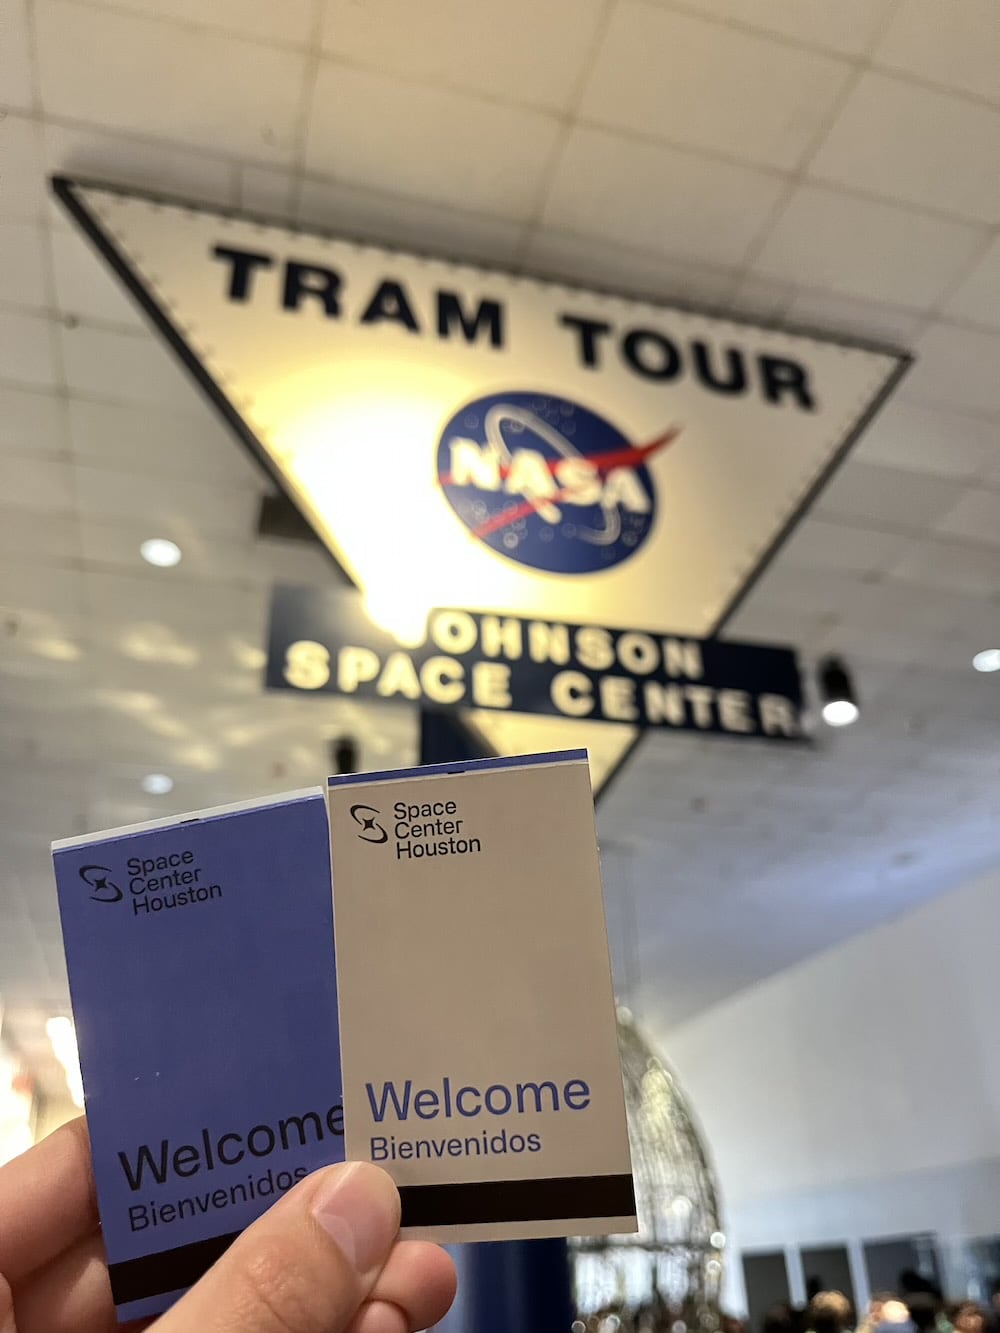 TRAM TOUR
NASA
JOHNSON
SPACE CENTER
Space
Center
Houston
Welcome
Bienvenidos
Space
Center
Houston
Welcome
Bienvenidos